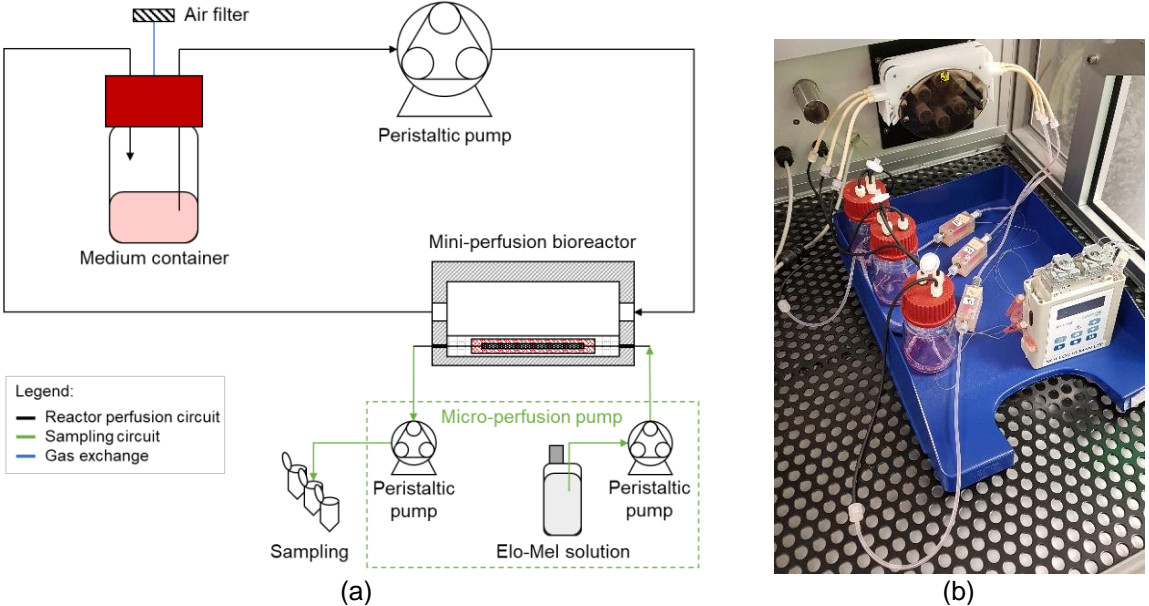 Air filter
Peristaltic pump
Medium container
Mini-perfusion bioreactor
Legend:
Reactor perfusion circuit
Sampling circuit
Gas exchange
Micro-perfusion pump
Peristaltic
pump
Peristaltic
pump
Sampling
Elo-Mel solution
(a)
(b)